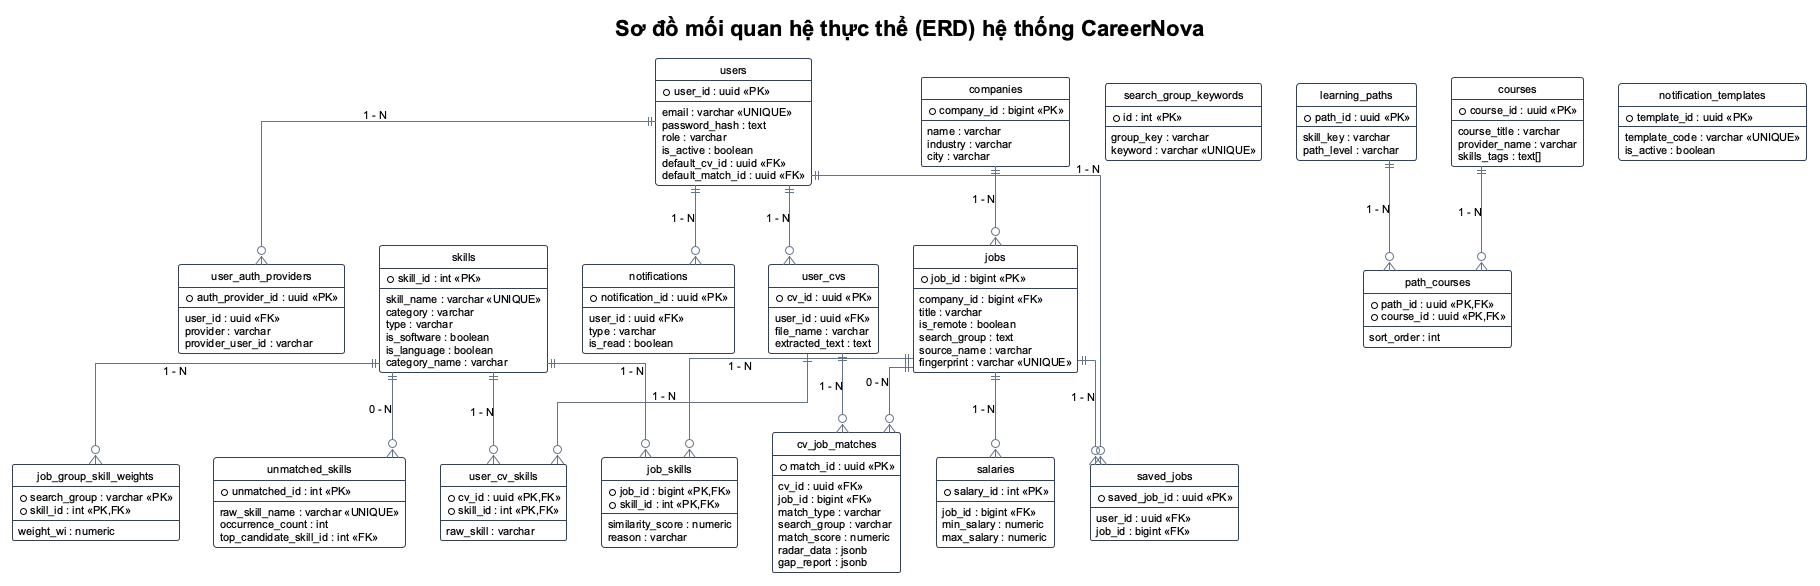 Sơ đồ mối quan hệ thực thể (ERD) hệ thống CareerNova
users
user_id : uuid «PK»
email : varchar «UNIQUE»
password_hash : text
role : varchar
is_active : boolean
default_cv_id : uuid «FK»
default_match_id : uuid «FK»
companies
company_id : bigint «PK»
name : varchar
industry : varchar
city : varchar
search_group_keywords
id : int «PK»
group_key : varchar
keyword : varchar «UNIQUE»
learning_paths
path_id : uuid «PK»
skill_key : varchar
path_level : varchar
courses
course_id : uuid «PK»
course_title : varchar
provider_name : varchar
skills_tags : text[]
notification_templates
template_id : uuid «PK»
template_code : varchar «UNIQUE»
is_active : boolean
1 - N
1 - N
1 - N
1 - N
1 - N
1 - N
1 - N
user_auth_providers
auth_provider_id : uuid «PK»
user_id : uuid «FK»
provider : varchar
provider_user_id : varchar
skills
skill_id : int «PK»
skill_name : varchar «UNIQUE»
category : varchar
type : varchar
is_software : boolean
is_language : boolean
category_name : varchar
notifications
notification_id : uuid «PK»
user_id : uuid «FK»
type : varchar
is_read : boolean
user_cvs
cv_id : uuid «PK»
user_id : uuid «FK»
file_name : varchar
extracted_text : text
jobs
job_id : bigint «PK»
company_id : bigint «FK»
title : varchar
is_remote : boolean
search_group : text
source_name : varchar
fingerprint : varchar «UNIQUE»
path_courses
path_id : uuid «PK,FK»
course_id : uuid «PK,FK»
sort_order : int
1 - N
0 - N
1 - N
1 - N
1 - N
1 - N
1 - N
0 - N
1 - N
1 - N
job_group_skill_weights
search_group : varchar «PK»
skill_id : int «PK,FK»
weight_wi : numeric
unmatched_skills
unmatched_id : int «PK»
raw_skill_name : varchar «UNIQUE»
occurrence_count : int
top_candidate_skill_id : int «FK»
user_cv_skills
cv_id : uuid «PK,FK»
skill_id : int «PK,FK»
raw_skill : varchar
job_skills
job_id : bigint «PK,FK»
skill_id : int «PK,FK»
similarity_score : numeric
reason : varchar
cv_job_matches
match_id : uuid «PK»
cv_id : uuid «FK»
job_id : bigint «FK»
match_type : varchar
search_group : varchar
match_score : numeric
radar_data : jsonb
gap_report : jsonb
salaries
salary_id : int «PK»
job_id : bigint «FK»
min_salary : numeric
max_salary : numeric
saved_jobs
saved_job_id : uuid «PK»
user_id : uuid «FK»
job_id : bigint «FK»